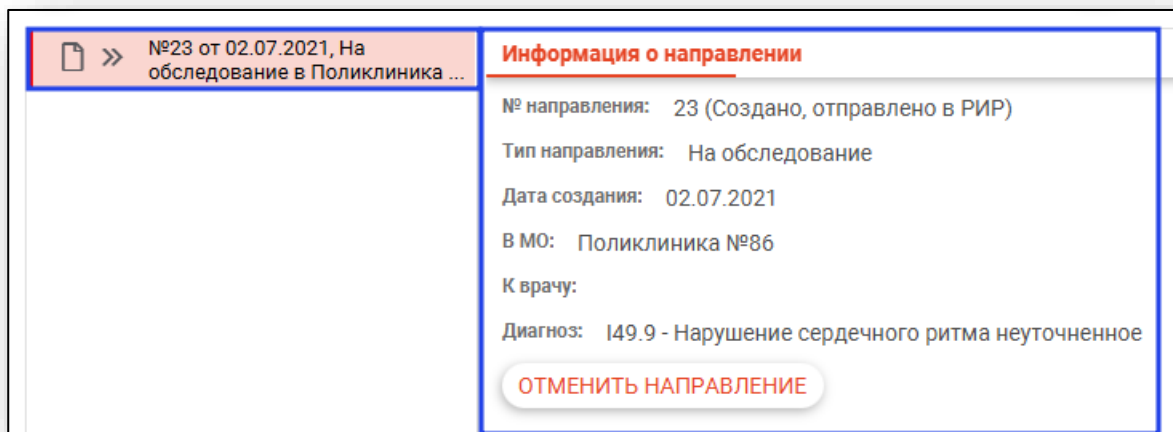 №23 от 02.07.2021, На
обследование в Поликлиника ...
Информация о направлении
№ направления: 23 (Создано, отправлено в РИР)
Тип направления: На обследование
Дата создания: 02.07.2021
В МО: Поликлиника №86
К врачу:
Диагноз: I49.9 - Нарушение сердечного ритма неуточненное
ОТМЕНИТЬ НАПРАВЛЕНИЕ